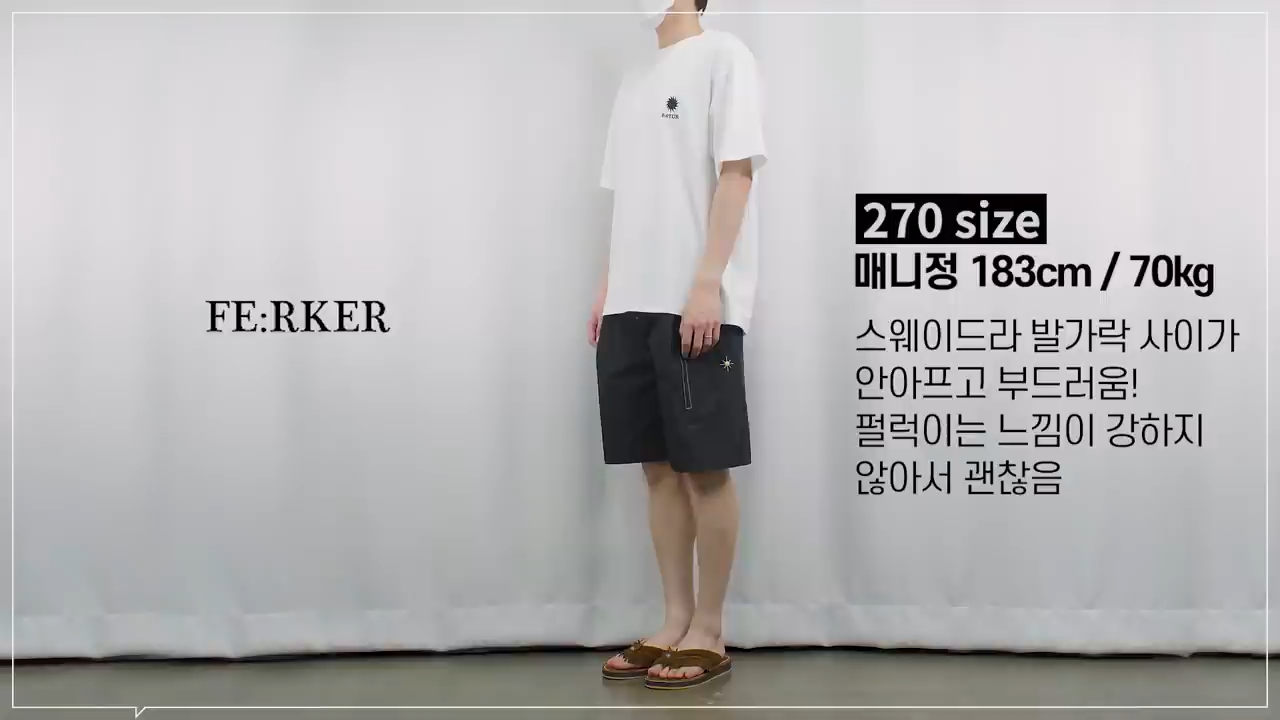 FE:RKER
270 size
매니정 183cm / 70kg
스웨이드라 발가락 사이가
안아프고 부드러움!
펄럭이는 느낌이 강하지
않아서 괜찮음